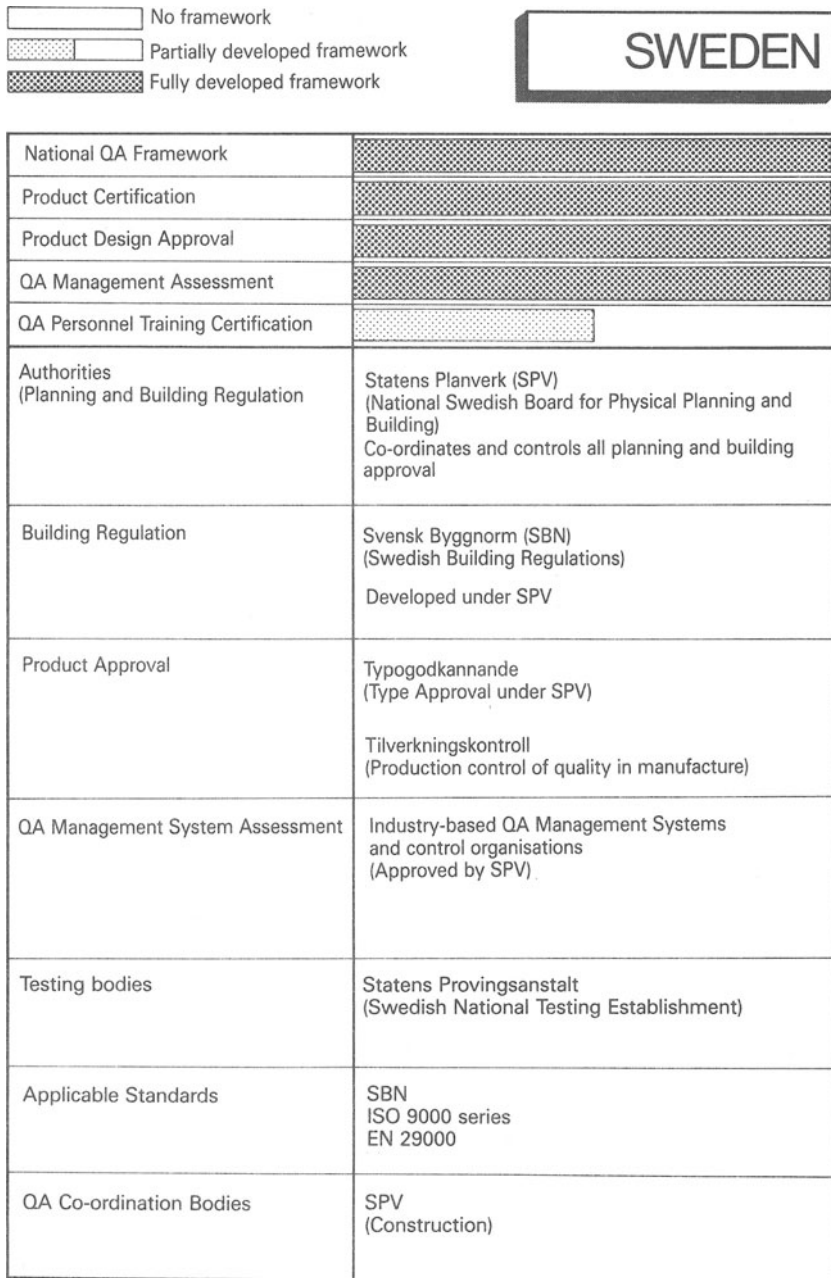 No framework
Partially developed framework
Fully developed framework
SWEDEN
National QA Framework
Product Certification
Product Design Approval
QA Management Assessment
QA Personnel Training Certification
Authorities
(Planning and Building Regulation
Statens Planverk (SPV)
(National Swedish Board for Physical Planning and
Building)
Co-ordinates and controls all planning and building
approval
Building Regulation
Svensk Byggnorm (SBN)
(Swedish Building Regulations)
Developed under SPV
Product Approval
Typogodkannande
(Type Approval under SPV)
Tilverkningskontroll
(Production control of quality in manufacture)
QA Management System Assessment
Industry-based QA Management Systems
and control organisations
(Approved by SPV)
Testing bodies
Statens Provingsanstalt
(Swedish National Testing Establishment)
Applicable Standards
SBN
ISO 9000 series
EN 29000
QA Co-ordination Bodies
SPV
(Construction)